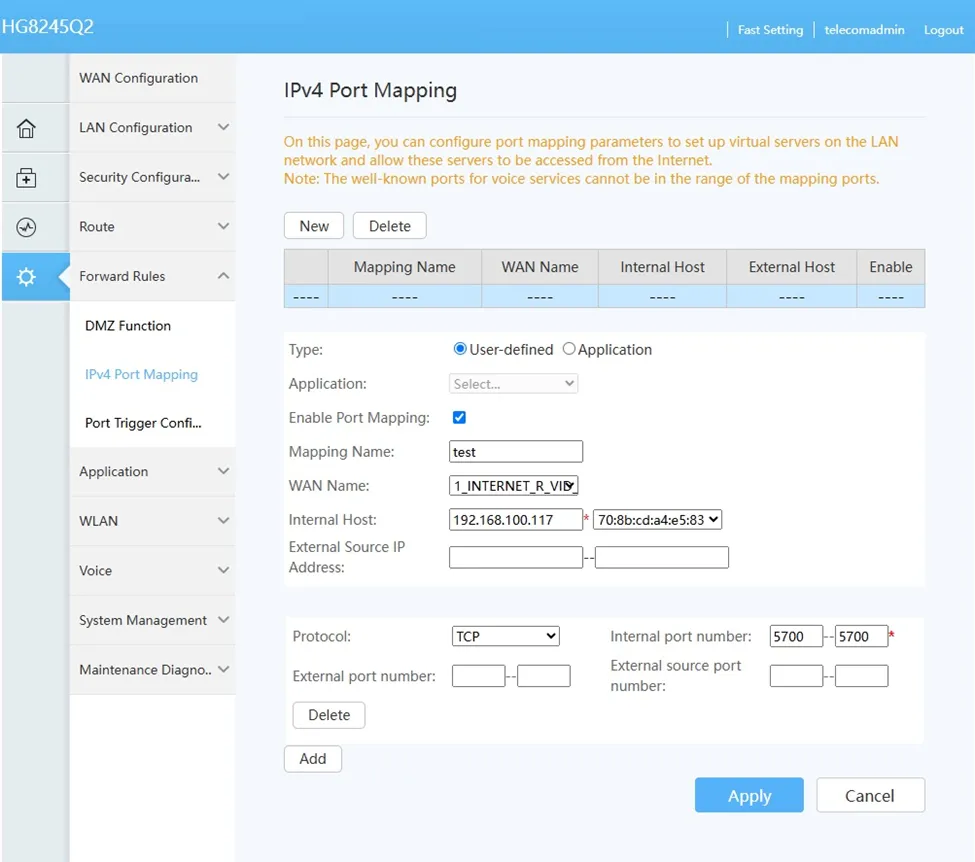 HG8245Q2
Fast Setting
telecomadmin
Logout
WAN Configuration
LAN Configuration
Security Configura...
Route
Forward Rules
DMZ Function
IPv4 Port Mapping
Port Trigger Confi...
Application
WLAN
Voice
System Management
Maintenance Diagno..
IPv4 Port Mapping
On this page, you can configure port mapping parameters to set up virtual servers on the LAN
network and allow these servers to be accessed from the Internet.
Note: The well-known ports for voice services cannot be in the range of the mapping ports.
New Delete
Mapping Name WAN Name Internal Host External Host Enable
---- ---- ---- ---- ---- ----
Type: User-defined Application
Application: Select...
Enable Port Mapping:
Mapping Name: test
WAN Name: 1_INTERNET_R_VID_
Internal Host: 192.168.100.117 * 70:8b:cd:a4:e5:83
External Source IP
Address: --
Protocol: TCP Internal port number: 5700 -- 5700 *
External port number: -- External source port
number: --
Delete
Add
Apply Cancel